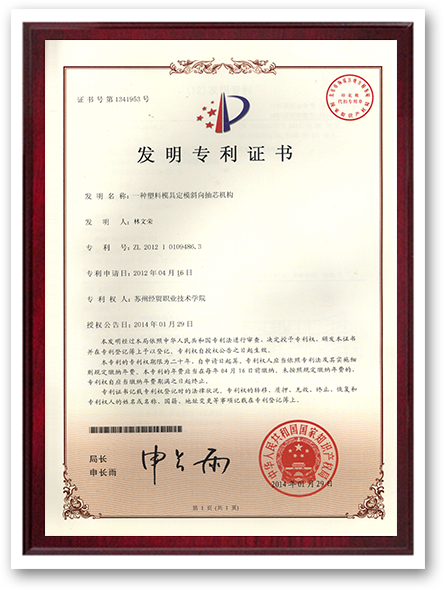 证书号第1341953号
发明专利证书
发 明 名 称：一种塑料模具定模斜向抽芯机构
发 明 人：林文荣
专 利 号：ZL 2012 1 0109486.3
专利申请日：2012年04月16日
专 利 权 人：苏州经贸职业技术学院
授权公告日：2014年01月29日
本发明经过本局依照中华人民共和国专利法进行审查，决定授予专利权，颁发本证书
并在专利登记簿上予以登记。专利权自授权公告之日起生效。
本专利的专利权期限为二十年，自申请日起算。专利权人应当依照专利法及其实施细
则规定缴纳年费。本专利的年费应当在每年04月16日前缴纳。未按照规定缴纳年费的，
专利权自应当缴纳年费期满之日起终止。
专利证书记载专利权登记时的法律状况。专利权的转移、质押、无效、终止、恢复和
专利权人的姓名或名称、国籍、地址变更等事项记载在专利登记簿上。
局长
申长雨
申长雨
中华人民共和国国家知识产权局
2014年01月29日
第 1 页（共 1 页）